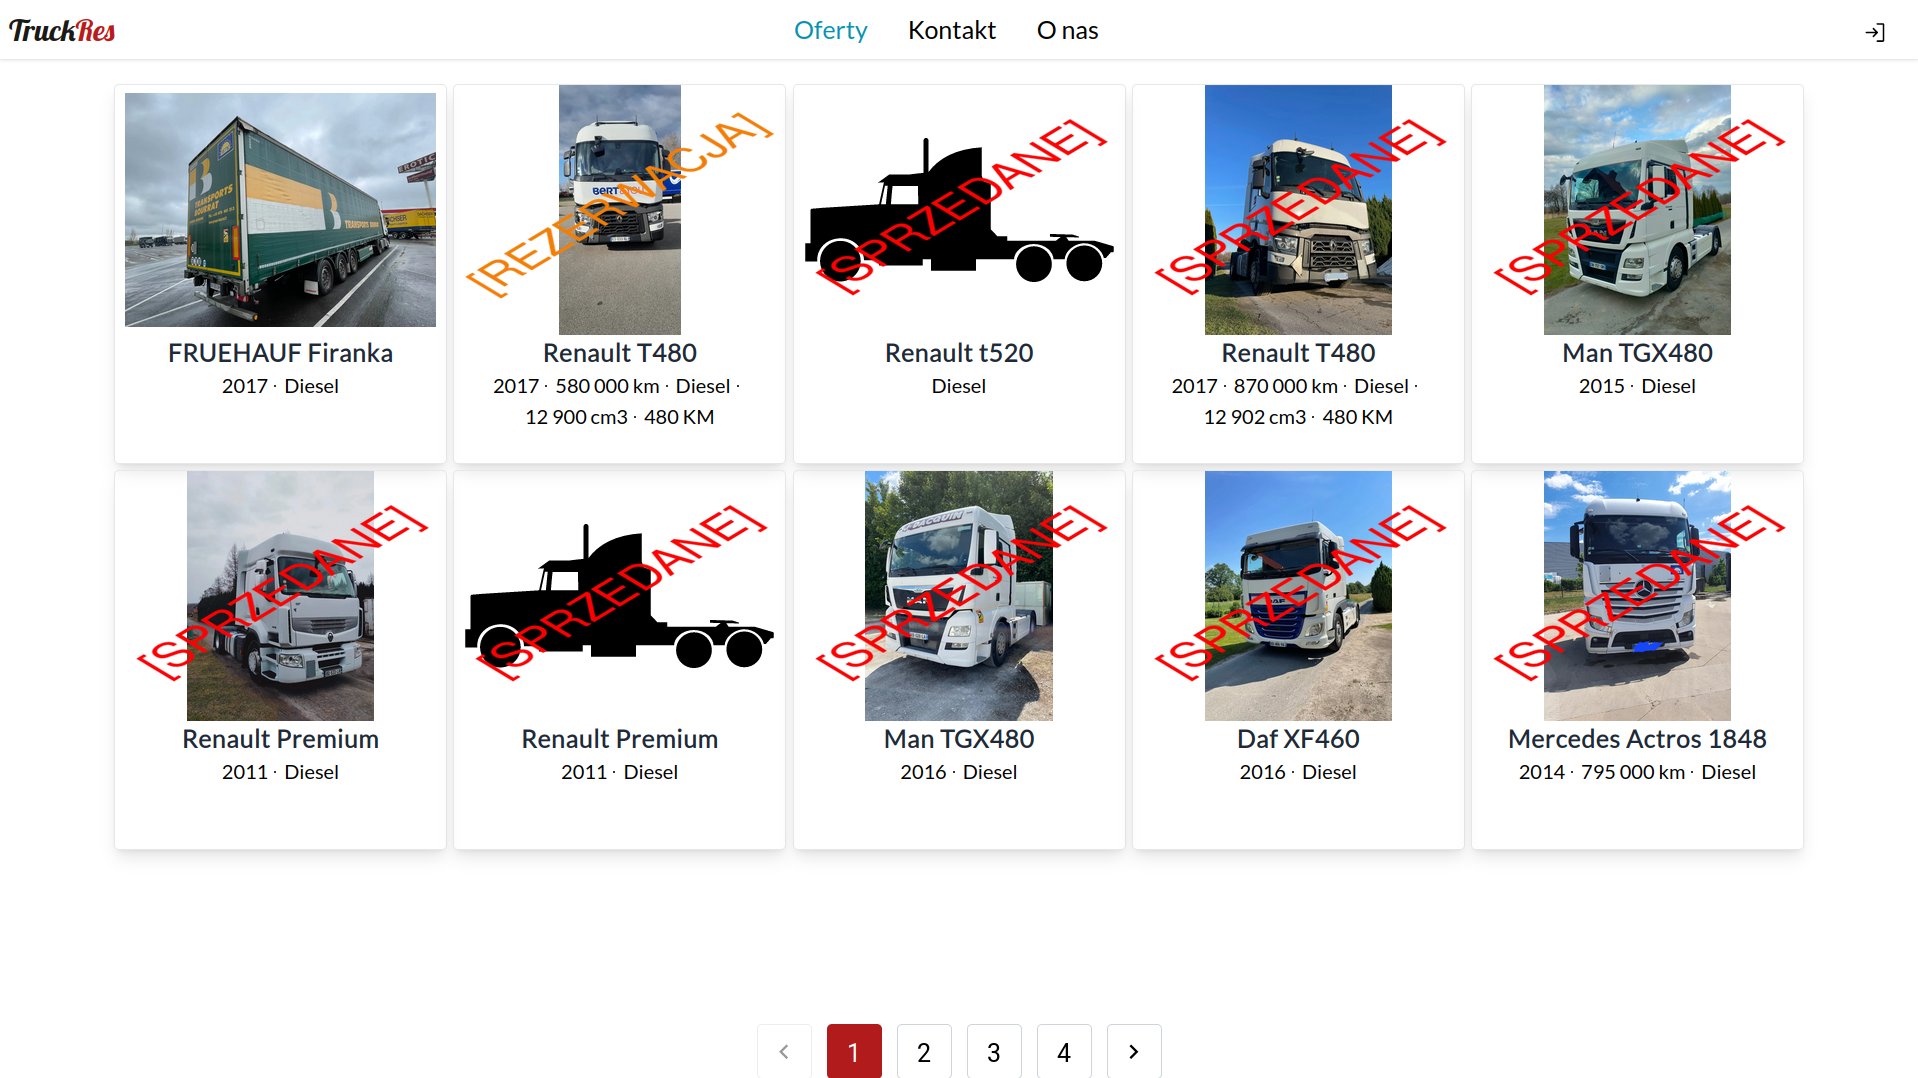 TruckRes
Oferty
Kontakt
O nas
TRANSPORTS
BOURRAT
TRANSPORTS
FRUEHAUF Firanka
2017 · Diesel
[REZERWACJA]
BERT
Renault T480
2017 · 580 000 km · Diesel ·
12 900 cm3 · 480 KM
[SPRZEDANE]
Renault t520
Diesel
[SPRZEDANE]
Renault T480
2017 · 870 000 km · Diesel ·
12 902 cm3 · 480 KM
[SPRZEDANE]
Man TGX480
2015 · Diesel
[SPRZEDANE]
Renault Premium
2011 · Diesel
[SPRZEDANE]
Renault Premium
2011 · Diesel
[SPRZEDANE]
Man TGX480
2016 · Diesel
[SPRZEDANE]
Daf XF460
2016 · Diesel
[SPRZEDANE]
Mercedes Actros 1848
2014 · 795 000 km · Diesel
1
2
3
4